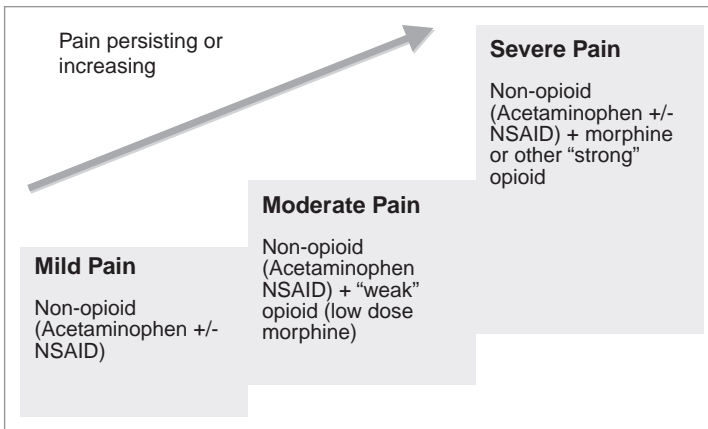 Pain persisting or
increasing
Severe Pain
Non-opioid
(Acetaminophen +/-
NSAID) + morphine
or other “strong”
opioid
Moderate Pain
Non-opioid
(Acetaminophen
NSAID) + “weak”
opioid (low dose
morphine)
Mild Pain
Non-opioid
(Acetaminophen +/-
NSAID)